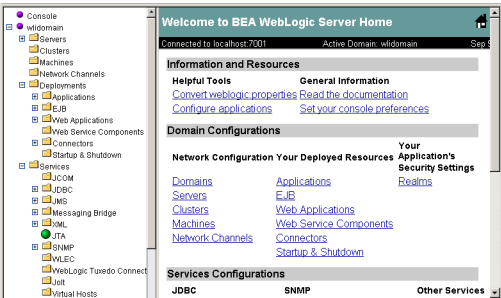 Console
wlidomain
Servers
Clusters
Machines
Network Channels
Deployments
Applications
EJB
Web Applications
Web Service Components
Connectors
Startup & Shutdown
Services
JCOM
JDBC
JMS
Messaging Bridge
XML
JTA
SNMP
WLEC
WebLogic Tuxedo Connect
Jolt
Virtual Hosts
Welcome to BEA WebLogic Server Home
Connected to localhost:7001 Active Domain: wlidomain Sep
Information and Resources
Helpful Tools General Information
Convert weblogic.properties Read the documentation
Configure applications Set your console preferences
Domain Configurations
Network Configuration Your Deployed Resources Your Application's Security Settings
Domains Applications Realms
Servers EJB
Clusters Web Applications
Machines Web Service Components
Network Channels Connectors
Startup & Shutdown
Services Configurations
JDBC SNMP Other Services